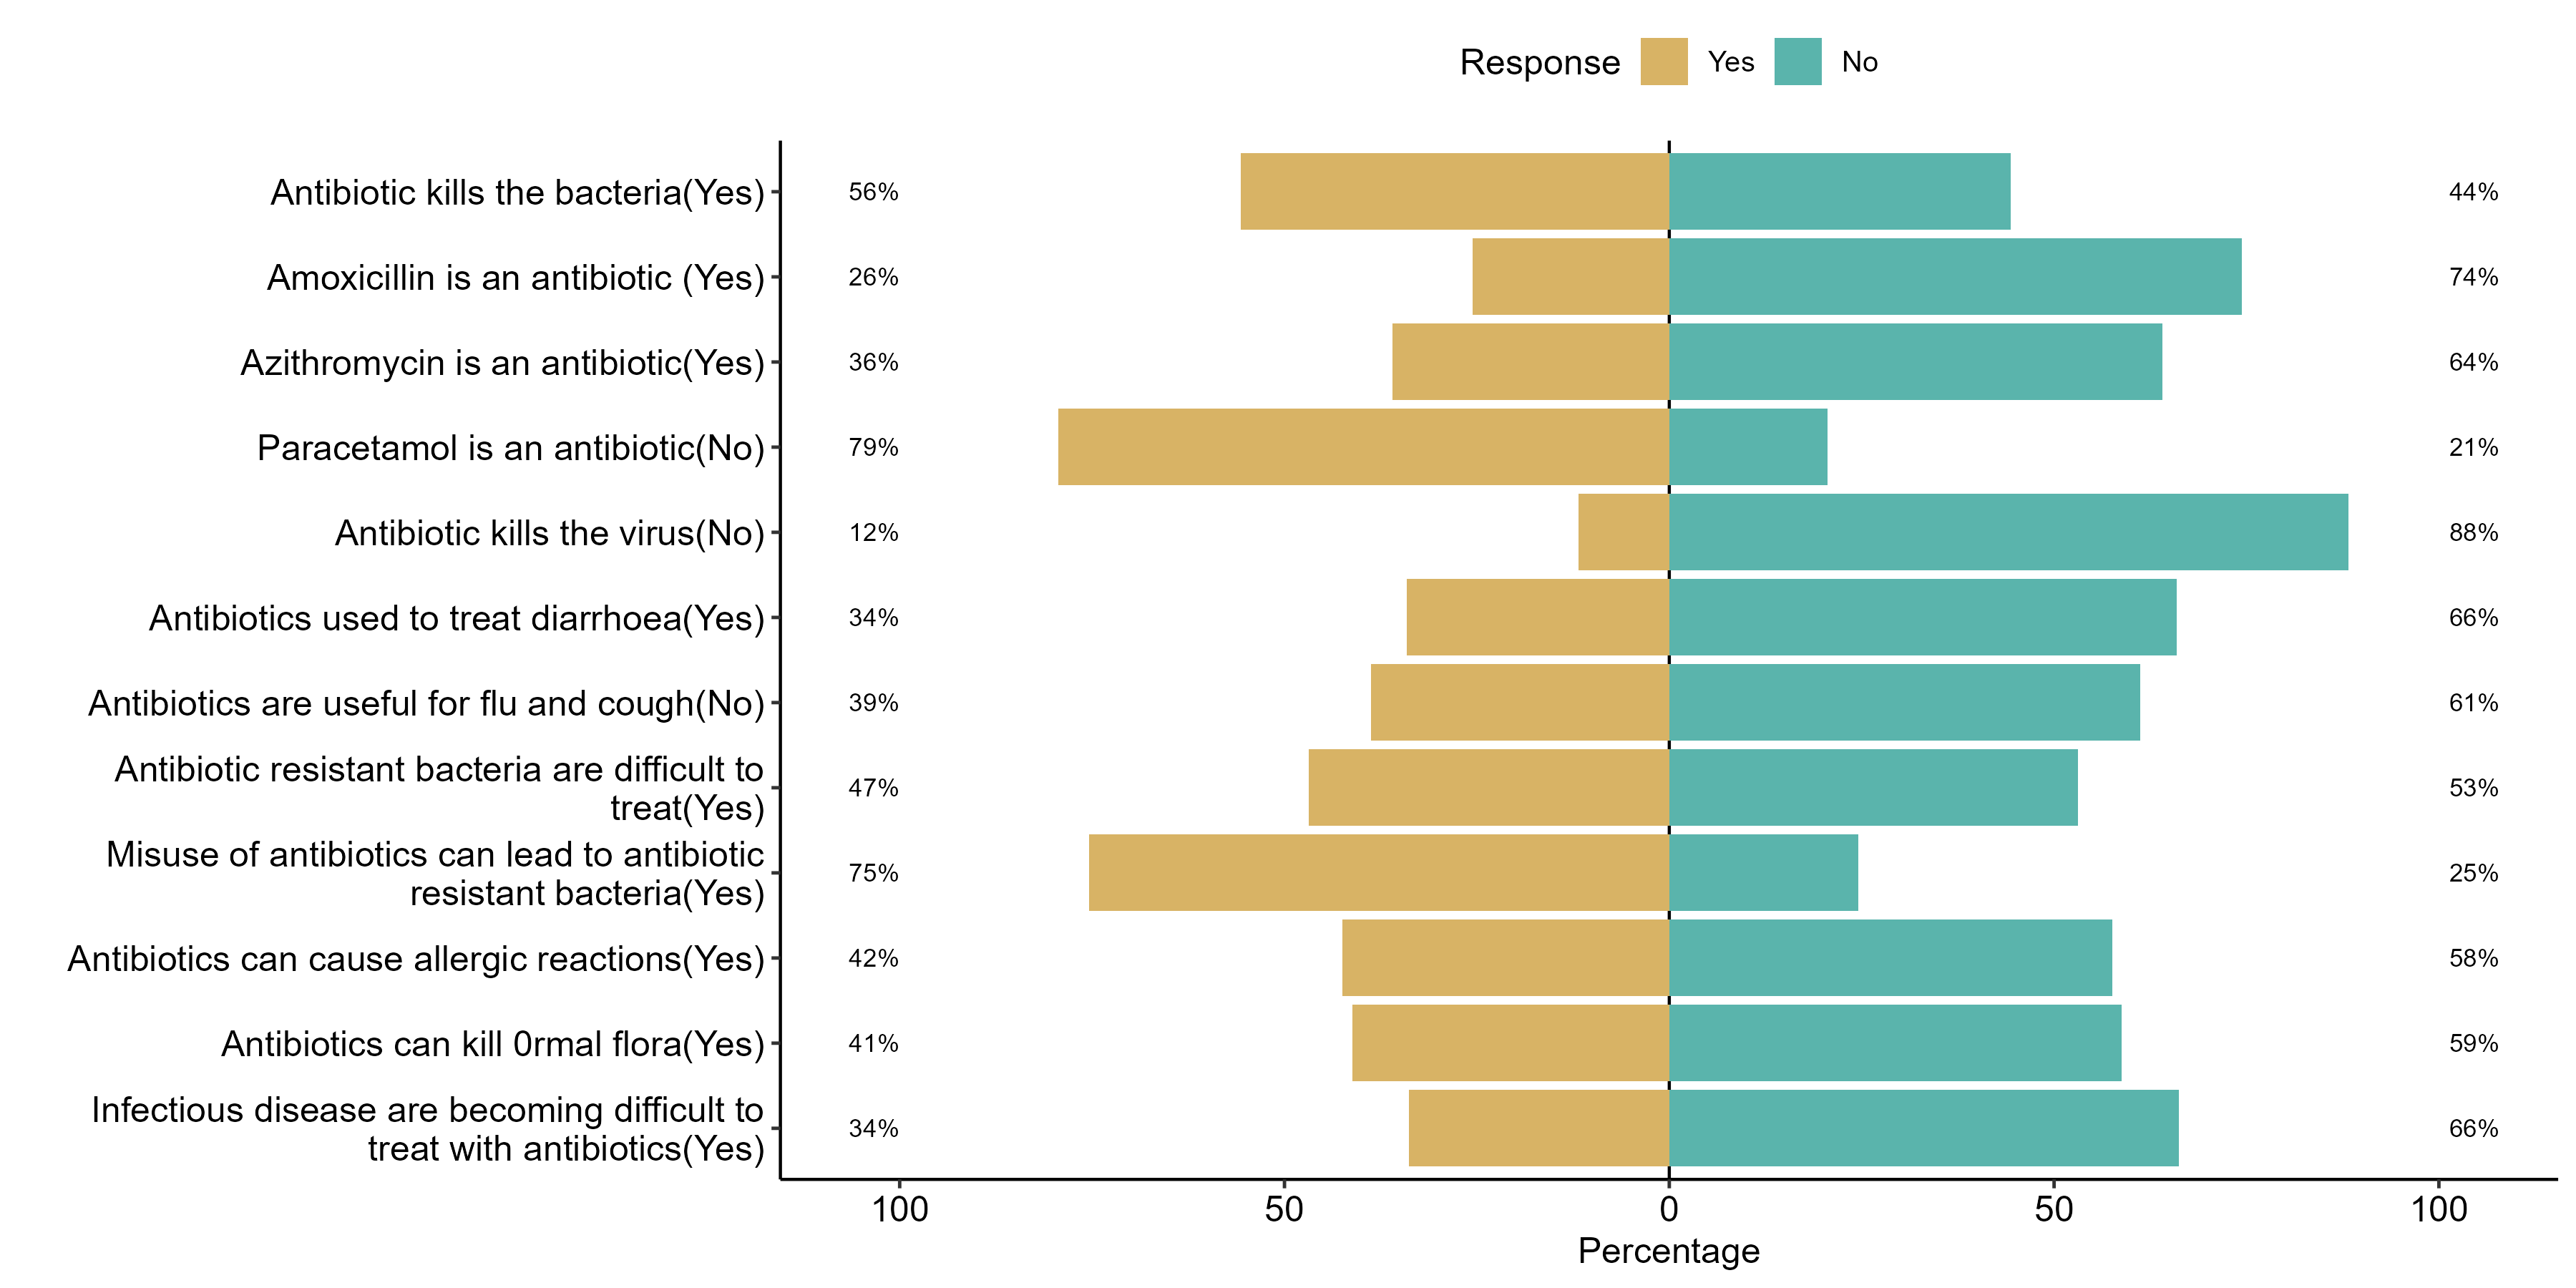 Response Yes No
Antibiotic kills the bacteria(Yes) 56% 44%
Amoxicillin is an antibiotic (Yes) 26% 74%
Azithromycin is an antibiotic(Yes) 36% 64%
Paracetamol is an antibiotic(No) 79% 21%
Antibiotic kills the virus(No) 12% 88%
Antibiotics used to treat diarrhoea(Yes) 34% 66%
Antibiotics are useful for flu and cough(No) 39% 61%
Antibiotic resistant bacteria are difficult to
treat(Yes) 47% 53%
Misuse of antibiotics can lead to antibiotic
resistant bacteria(Yes) 75% 25%
Antibiotics can cause allergic reactions(Yes) 42% 58%
Antibiotics can kill 0rmal flora(Yes) 41% 59%
Infectious disease are becoming difficult to
treat with antibiotics(Yes) 34% 66%
100 50 0 50 100
Percentage